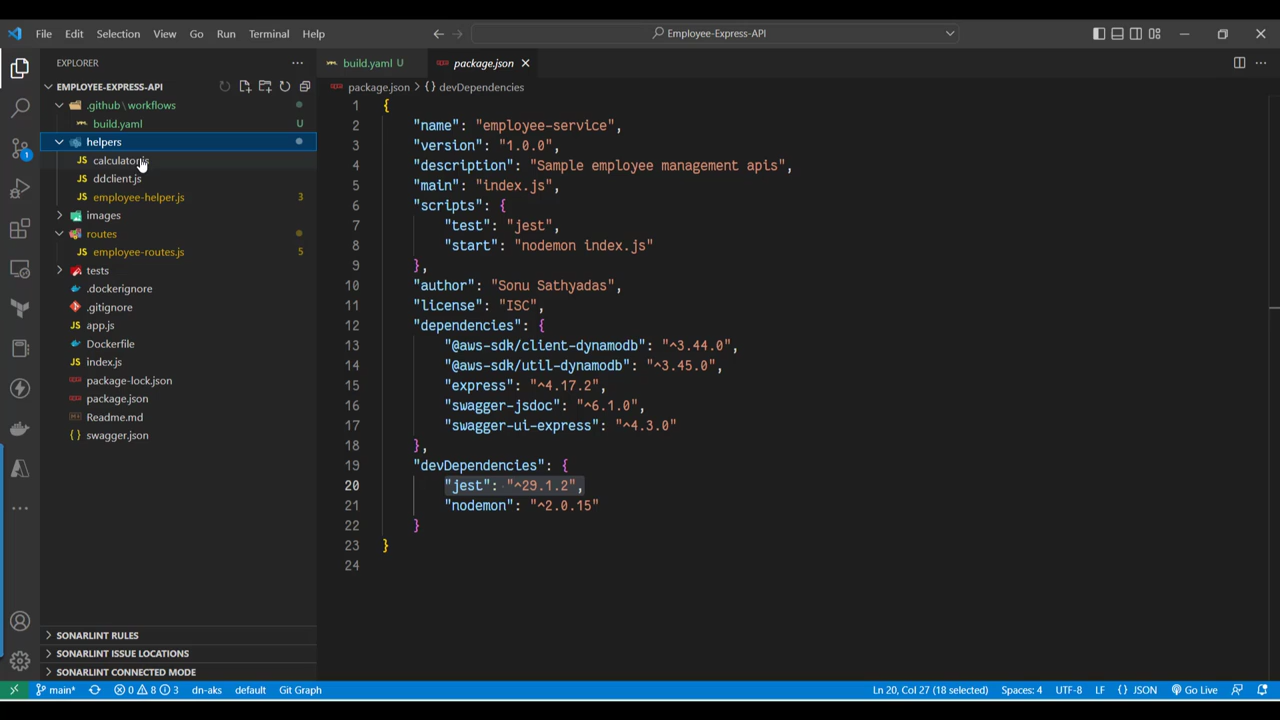 File Edit Selection View Go Run Terminal Help
Employee-Express-API
EXPLORER
EMPLOYEE-EXPRESS-API
.github\workflows
build.yaml U
helpers
calculator.js
ddclient.js
employee-helper.js 3
images
routes
employee-routes.js 5
tests
.dockerignore
.gitignore
app.js
Dockerfile
index.js
package-lock.json
package.json
Readme.md
swagger.json
SONARLINT RULES
SONARLINT ISSUE LOCATIONS
SONARLINT CONNECTED MODE
build.yaml U package.json
package.json > {} devDependencies
1 {
2 "name": "employee-service",
3 "version": "1.0.0",
4 "description": "Sample employee management apis",
5 "main": "index.js",
6 "scripts": {
7 "test": "jest",
8 "start": "nodemon index.js"
9 },
10 "author": "Sonu Sathyadas",
11 "license": "ISC",
12 "dependencies": {
13 "@aws-sdk/client-dynamodb": "^3.44.0",
14 "@aws-sdk/util-dynamodb": "^3.45.0",
15 "express": "^4.17.2",
16 "swagger-jsdoc": "^6.1.0",
17 "swagger-ui-express": "^4.3.0"
18 },
19 "devDependencies": {
20 "jest": "^29.1.2",
21 "nodemon": "^2.0.15"
22 }
23 }
24
1
main* 0 8 3 dn-aks default Git Graph Ln 20, Col 27 (18 selected) Spaces: 4 UTF-8 LF {} JSON Go Live